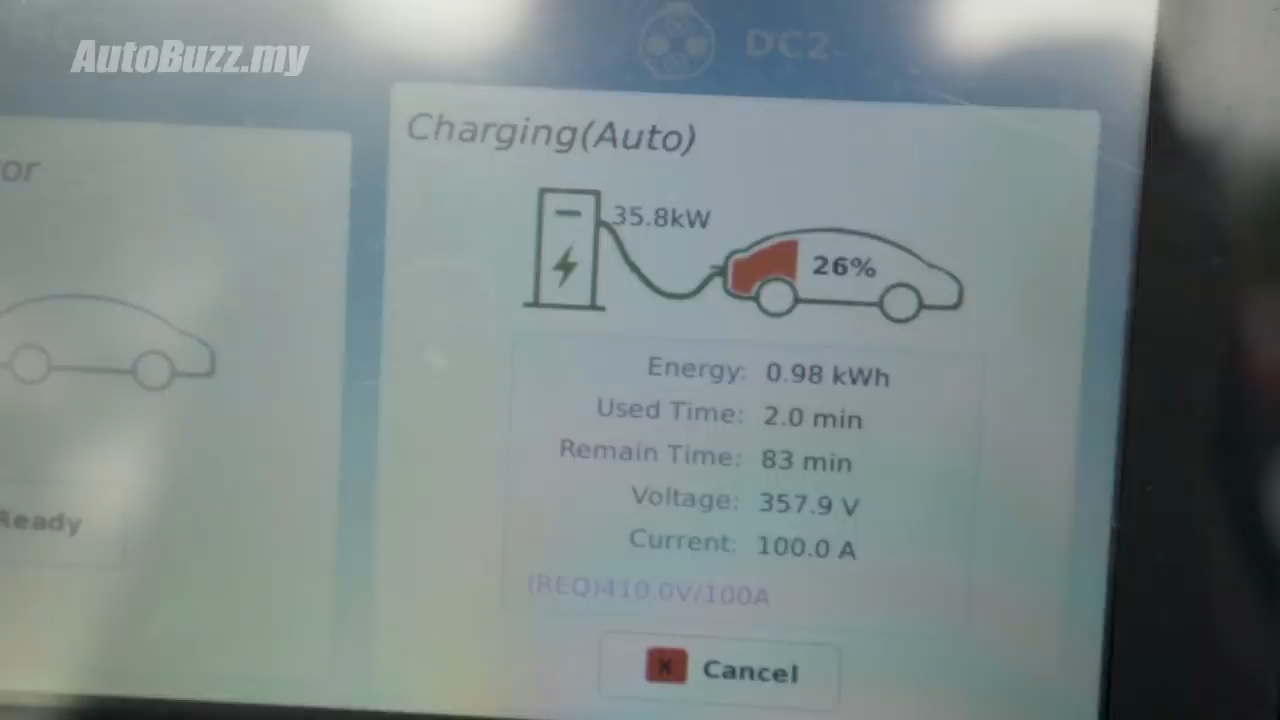 AutoBuzz.my
DC2
or
Charging(Auto)
35.8kW
26%
Energy: 0.98 kWh
Used Time: 2.0 min
Remain Time: 83 min
Voltage: 357.9 V
Ready
Current: 100.0 A
(REQ)410.0V/100A
X Cancel